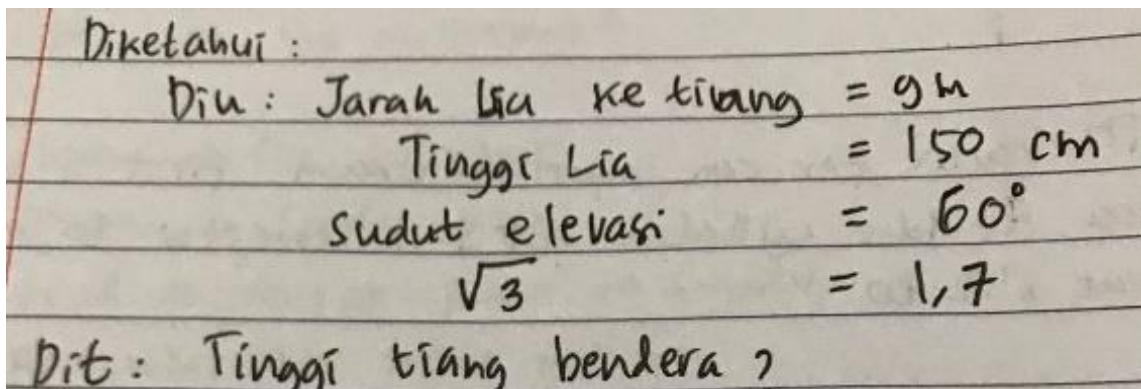 Diketahui :
Diu : Jarak Lia ke tiang = 9 m
Tinggi Lia = 150 cm
sudut elevasi = 60°
√3 = 1,7
Dit : Tinggi tiang bendera ?